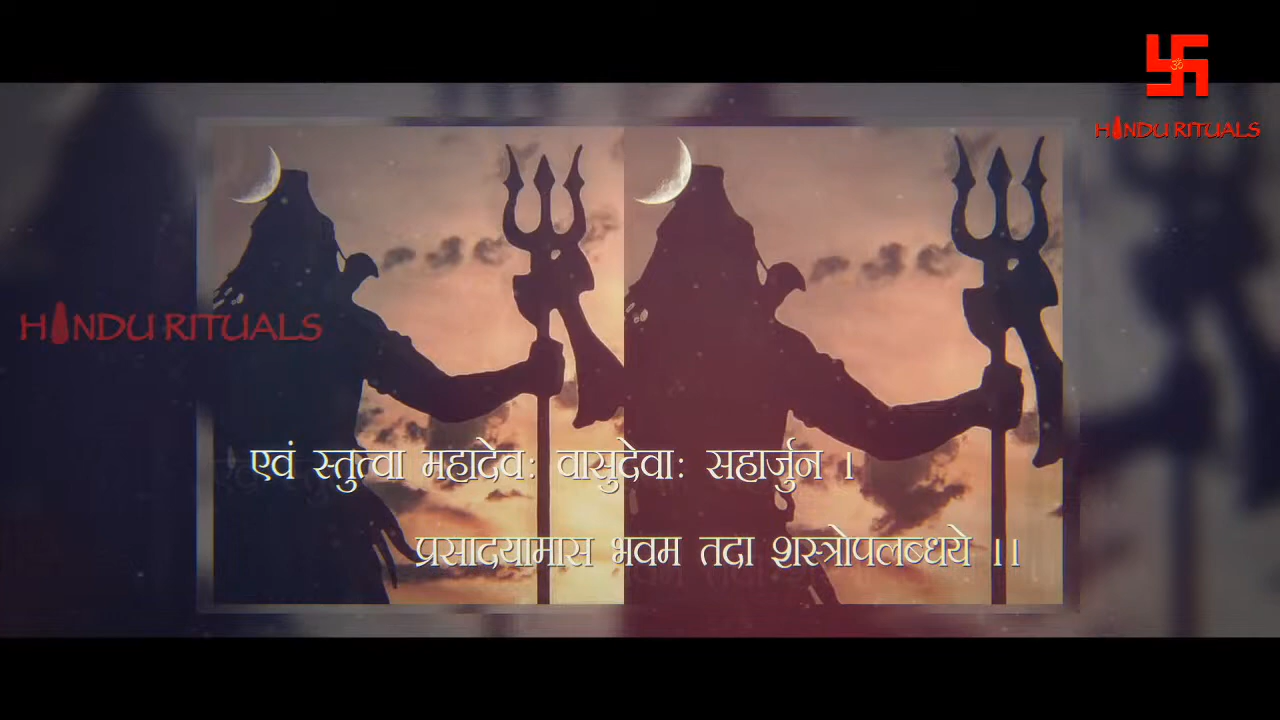 ॐ
HINDU RITUALS
HINDU RITUALS
एवं स्तुत्वा महादेवः वासुदेवाः सहार्जुन ।
प्रसादयामास भवम तदा शस्त्रोपलब्धये ।।